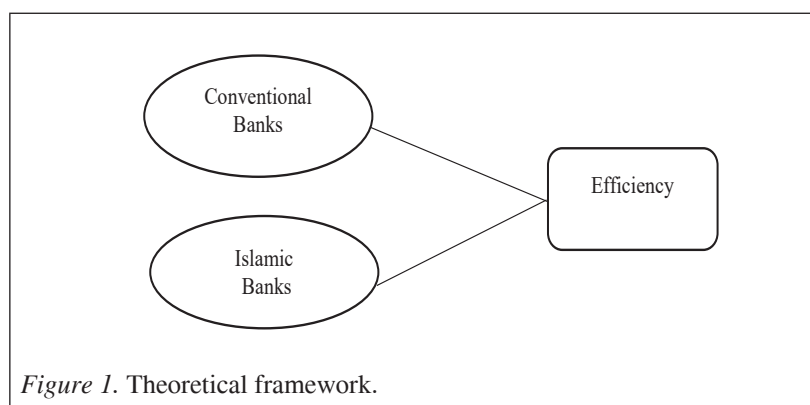 Conventional
Banks
Efficiency
Islamic
Banks
Figure 1. Theoretical framework.